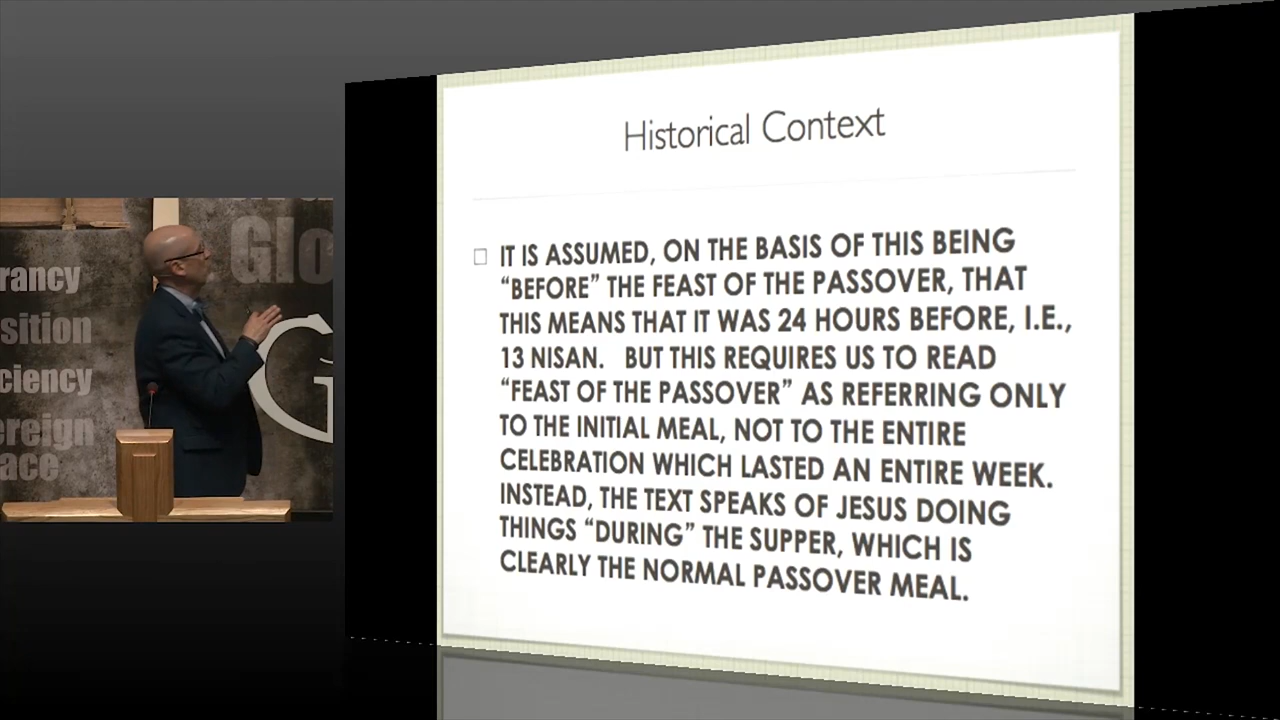 Historical Context
IT IS ASSUMED, ON THE BASIS OF THIS BEING
“BEFORE” THE FEAST OF THE PASSOVER, THAT
THIS MEANS THAT IT WAS 24 HOURS BEFORE, I.E.,
13 NISAN. BUT THIS REQUIRES US TO READ
“FEAST OF THE PASSOVER” AS REFERRING ONLY
TO THE INITIAL MEAL, NOT TO THE ENTIRE
CELEBRATION WHICH LASTED AN ENTIRE WEEK.
INSTEAD, THE TEXT SPEAKS OF JESUS DOING
THINGS “DURING” THE SUPPER, WHICH IS
CLEARLY THE NORMAL PASSOVER MEAL.
Glo
rancy
sition
ciency
ereign
ace
G